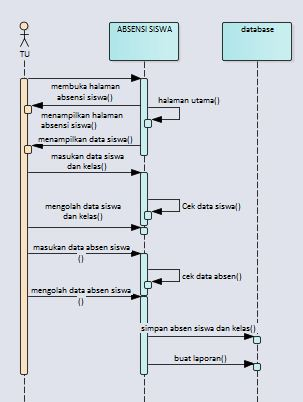 ABSENSI SISWA
database
TU
membuka halaman
absensi siswa()
halaman utama()
menampilkan halaman
absensi siswa()
menampilkan data siswa()
masukan data siswa
dan kelas()
mengolah data siswa
dan kelas()
Cek data siswa()
masukan data absen siswa
()
cek data absen()
mengolah data absen siswa
()
simpan absen siswa dan kelas()
buat laporan()